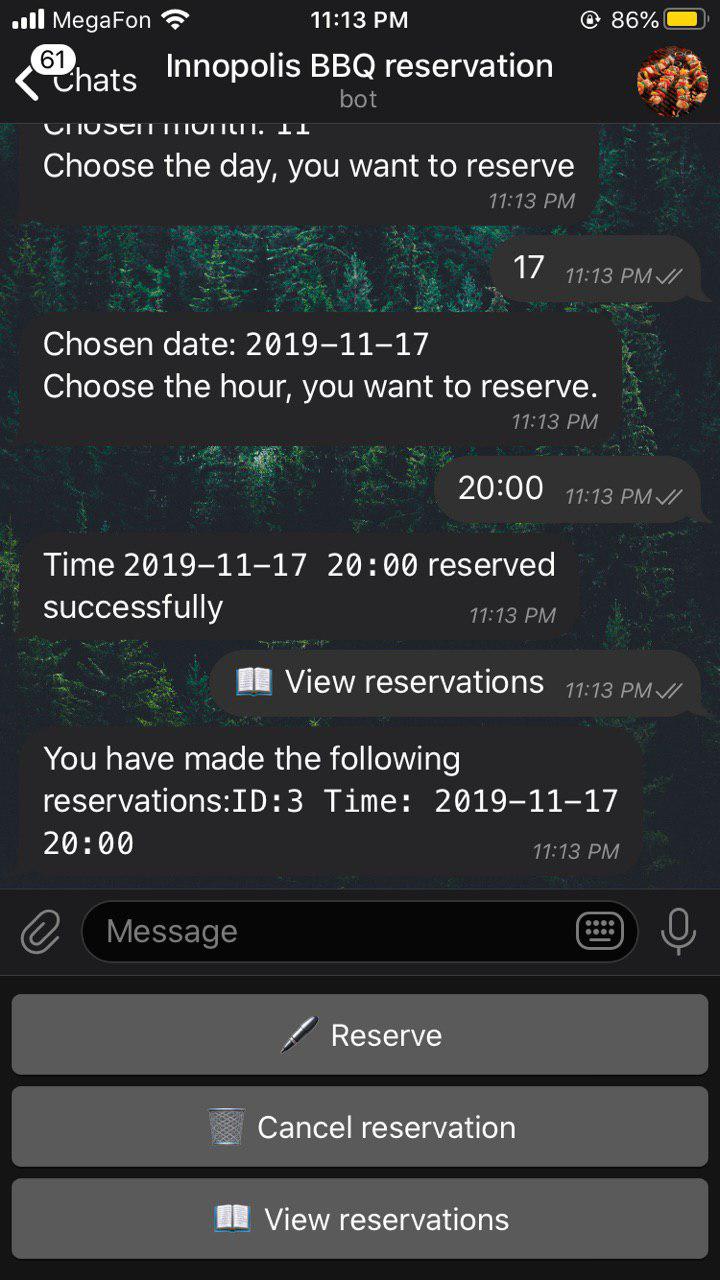 MegaFon 11:13 PM 86%
61
Chats Innopolis BBQ reservation
bot
Chosen month: 11
Choose the day, you want to reserve
11:13 PM
17 11:13 PM
Chosen date: 2019-11-17
Choose the hour, you want to reserve.
11:13 PM
20:00 11:13 PM
Time 2019-11-17 20:00 reserved
successfully 11:13 PM
View reservations 11:13 PM
You have made the following
reservations:ID:3 Time: 2019-11-17
20:00 11:13 PM
Message
Reserve
Cancel reservation
View reservations